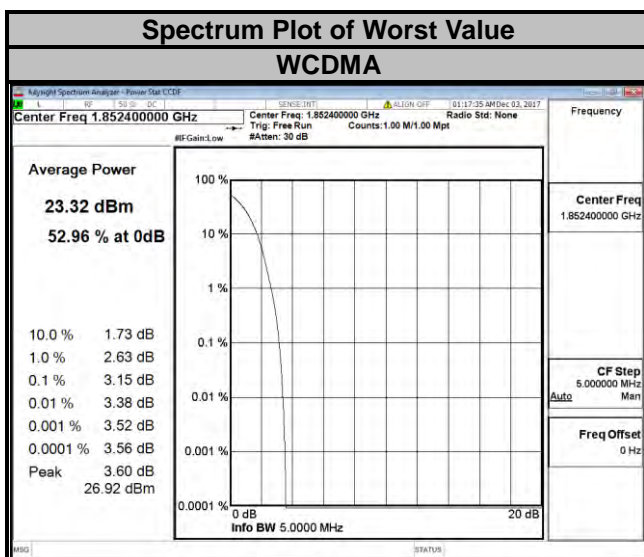 Spectrum Plot of Worst Value
WCDMA
Keysight Spectrum Analyzer - Power Stat CCDF
L RF 50 Ω DC SENSE:INT ALIGN OFF 01:17:35 AM Dec 03, 2017
Center Freq 1.852400000 GHz
Center Freq: 1.852400000 GHz Radio Std: None
Trig: Free Run Counts:1.00 M/1.00 Mpt
#IFGain:Low #Atten: 30 dB
Average Power
23.32 dBm
52.96 % at 0dB
10.0 % 1.73 dB
1.0 % 2.63 dB
0.1 % 3.15 dB
0.01 % 3.38 dB
0.001 % 3.52 dB
0.0001 % 3.56 dB
Peak 3.60 dB
26.92 dBm
100 %
10 %
1 %
0.1 %
0.01 %
0.001 %
0.0001 %
0 dB 20 dB
Info BW 5.0000 MHz
Frequency
Center Freq
1.852400000 GHz
CF Step
5.000000 MHz
Auto Man
Freq Offset
0 Hz
MSG STATUS